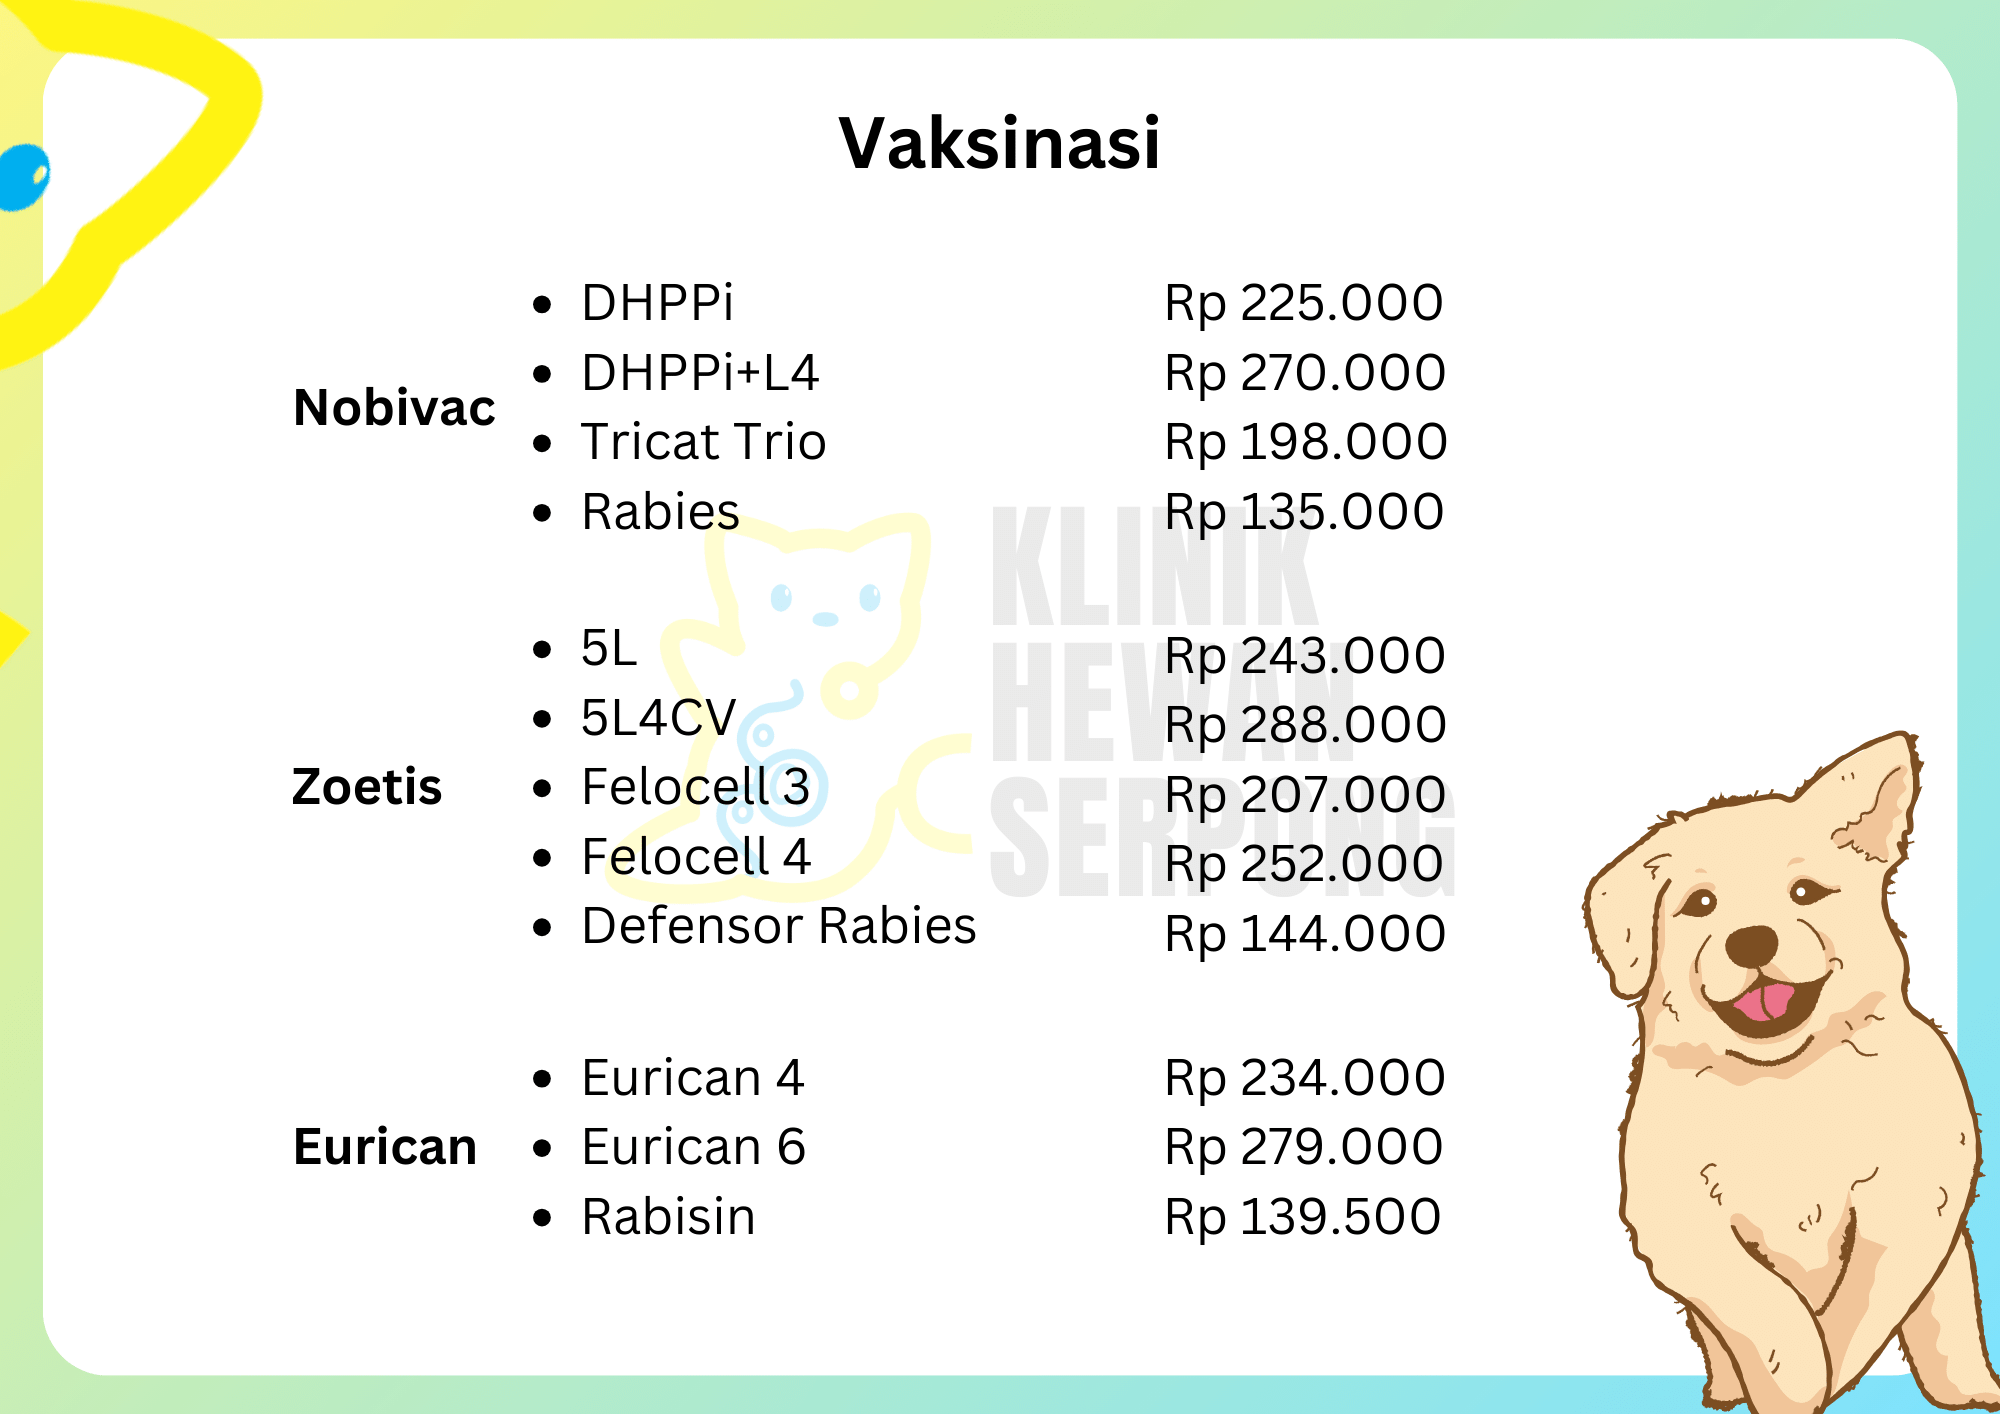 Vaksinasi
Nobivac
• DHPPi Rp 225.000
• DHPPi+L4 Rp 270.000
• Tricat Trio Rp 198.000
• Rabies Rp 135.000
Zoetis
• 5L Rp 243.000
• 5L4CV Rp 288.000
• Felocell 3 Rp 207.000
• Felocell 4 Rp 252.000
• Defensor Rabies Rp 144.000
Eurican
• Eurican 4 Rp 234.000
• Eurican 6 Rp 279.000
• Rabisin Rp 139.500
KLINIK
HEWAN
SERPONG